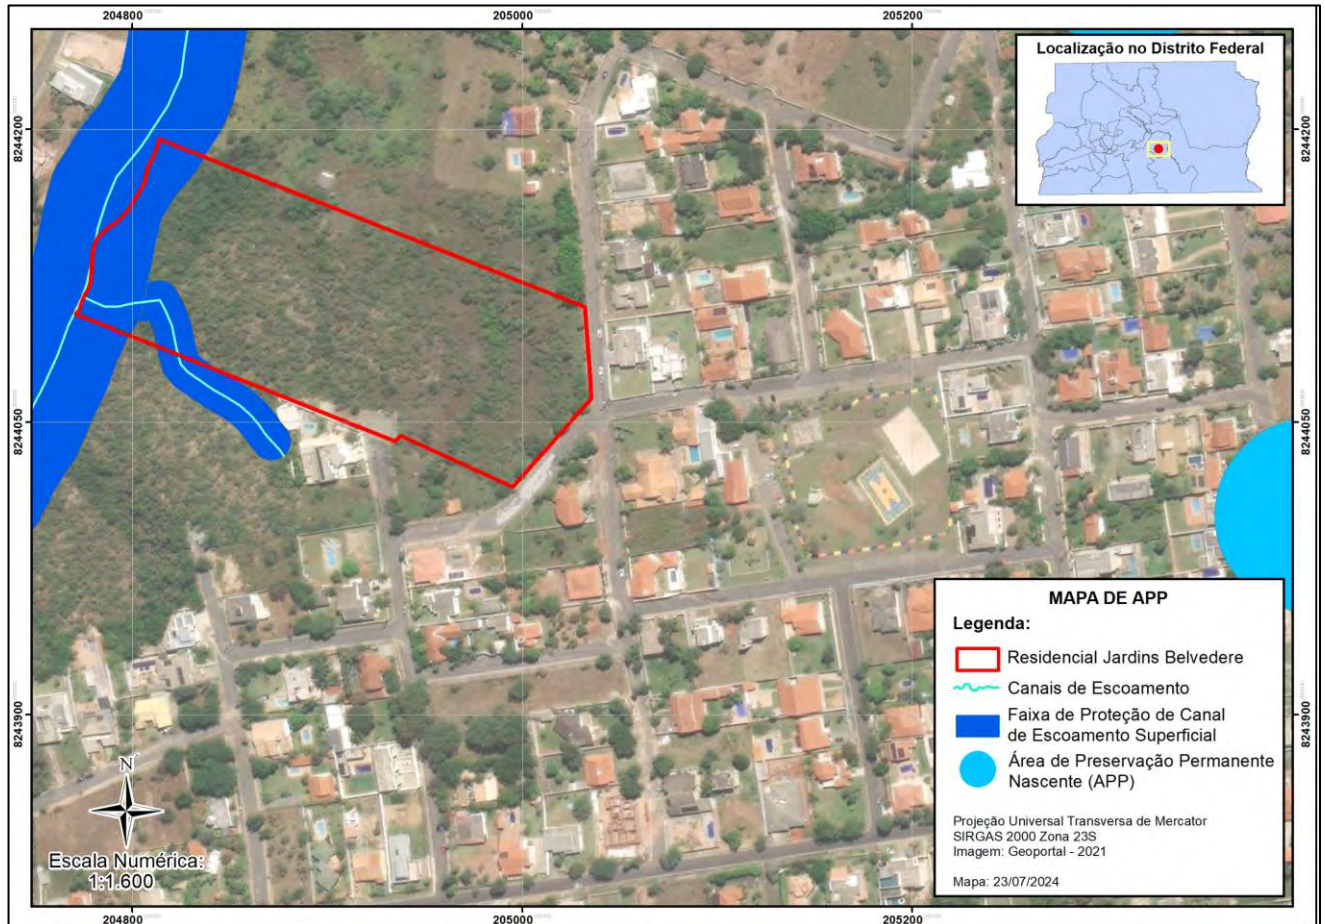 204800
205000
205200
Localização no Distrito Federal
8244200
8244200
8244050
8244050
8243900
8243900
MAPA DE APP
Legenda:
Residencial Jardins Belvedere
Canais de Escoamento
Faixa de Proteção de Canal
de Escoamento Superficial
Área de Preservação Permanente
Nascente (APP)
Projeção Universal Transversa de Mercator
SIRGAS 2000 Zona 23S
Imagem: Geoportal - 2021
Mapa: 23/07/2024
N
Escala Numérica:
1:1.600
204800
205000
205200